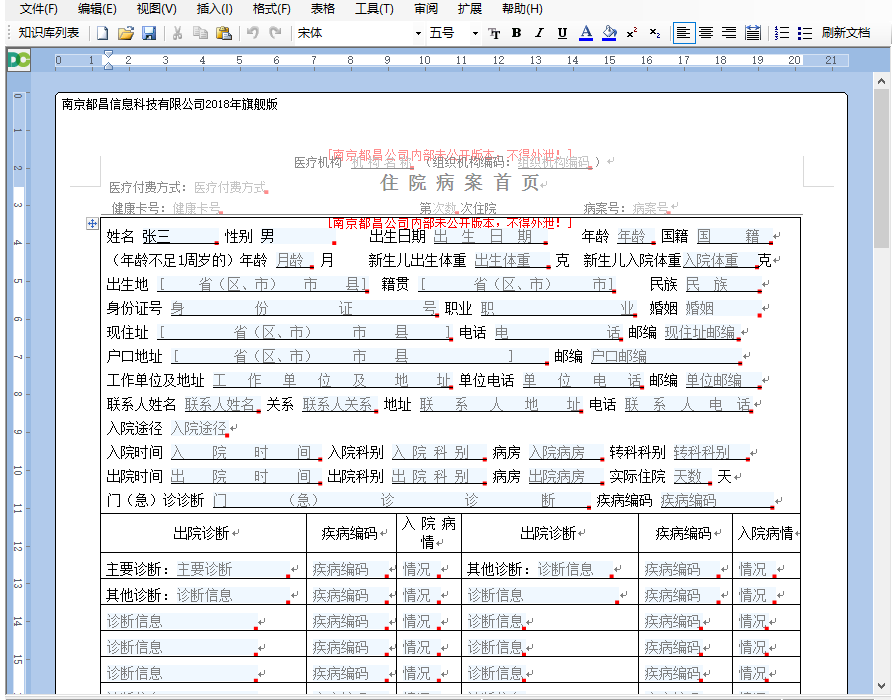 文件(F) 编辑(E) 视图(V) 插入(I) 格式(F) 表格 工具(T) 审阅 扩展 帮助(H)
知识库列表 宋体 五号 B I U A x² x₂ 刷新文档
DC 0 1 1 2 3 4 5 6 7 8 9 10 11 12 13 14 15 16 17 18 19 20 21
南京都昌信息科技有限公司2018年旗舰版
[南京都昌公司内部未公开版本，不得外泄！]
医疗机构 机构名称 （组织机构编码：组织机构编码）
住院病案首页
医疗付费方式：医疗付费方式
健康卡号：健康卡号 第次数次住院 病案号：病案号
[南京都昌公司内部未公开版本，不得外泄！]
姓名 张三 性别 男 出生日期 出生日期 年龄 年龄 国籍 国籍
（年龄不足1周岁的）年龄 月龄 月 新生儿出生体重 出生体重 克 新生儿入院体重 入院体重 克
出生地 [ 省（区、市） 市 县] 籍贯 [ 省（区、市） 市] 民族 民族
身份证号 身份证号 职业 职业 婚姻 婚姻
现住址 [ 省（区、市） 市 县 ] 电话 电话 邮编 现住址邮编
户口地址 [ 省（区、市） 市 县 ] 邮编 户口邮编
工作单位及地址 工作单位及地址 单位电话 单位电话 邮编 单位邮编
联系人姓名 联系人姓名 关系 联系人关系 地址 联系人地址 电话 联系人电话
入院途径 入院途径
入院时间 入院时间 入院科别 入院科别 病房 入院病房 转科科别 转科科别
出院时间 出院时间 出院科别 出院科别 病房 出院病房 实际住院 天数 天
门（急）诊诊断 门（急）诊诊断 疾病编码 疾病编码
出院诊断 疾病编码 入院病情 出院诊断 疾病编码 入院病情
主要诊断：主要诊断 疾病编码 情况 其他诊断：诊断信息 疾病编码 情况
其他诊断：诊断信息 疾病编码 情况 诊断信息 疾病编码 情况
诊断信息 疾病编码 情况 诊断信息 疾病编码 情况
诊断信息 疾病编码 情况 诊断信息 疾病编码 情况
诊断信息 疾病编码 情况 诊断信息 疾病编码 情况